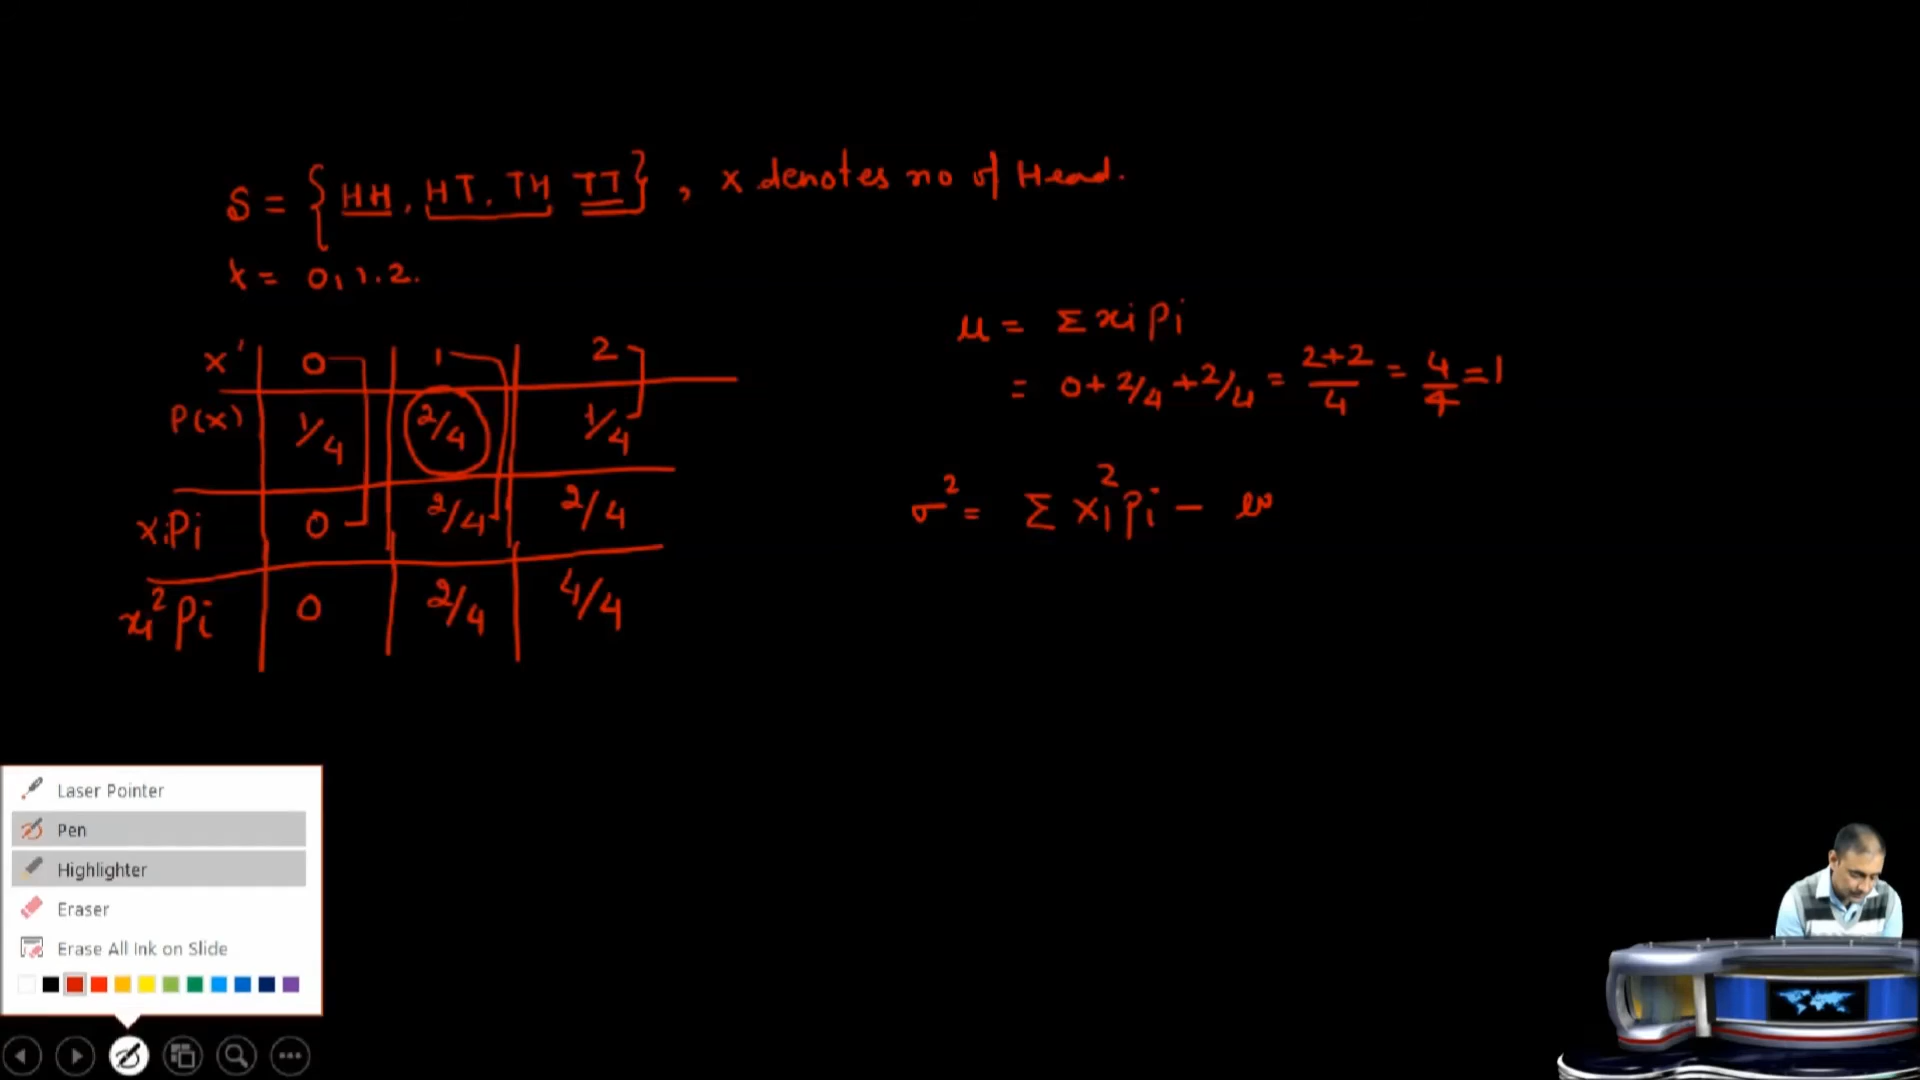 S = { HH, HT, TH TT } , x denotes no of Head.
x = 0, 1. 2.
x 0 1 2
P(x) 1/4 2/4 1/4
xiPi 0 2/4 2/4
xi² Pi 0 2/4 4/4
μ = Σ xi Pi
= 0 + 2/4 + 2/4 = 2+2/4 = 4/4 = 1
σ² = Σ xi² Pi −
Laser Pointer
Pen
Highlighter
Eraser
Erase All Ink on Slide